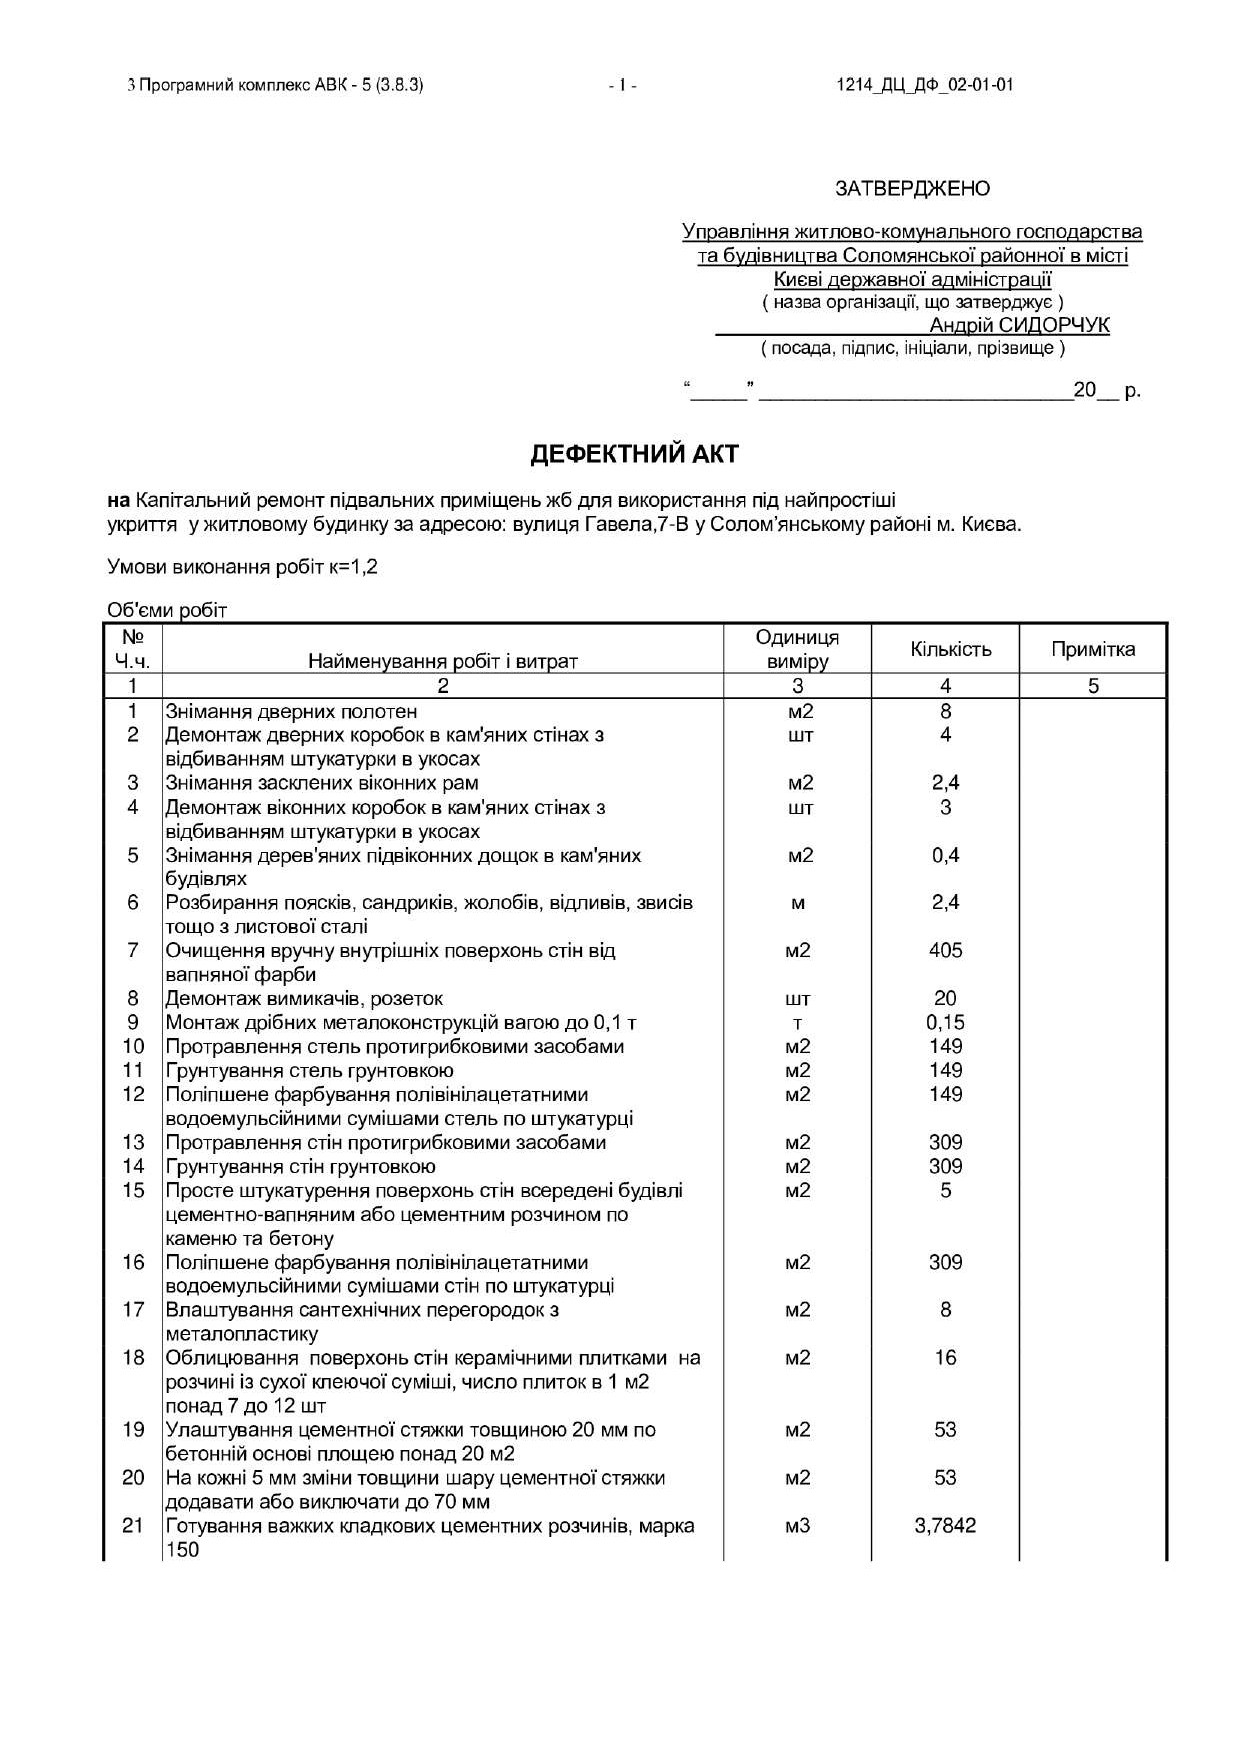 3 Програмний комплекс АВК - 5 (3.8.3) - 1 - 1214_ДЦ_ДФ_02-01-01
ЗАТВЕРДЖЕНО
Управління житлово-комунального господарства
та будівництва Соломянської районної в місті
Києві державної адміністрації
( назва організації, що затверджує )
___________________Андрій СИДОРЧУК
( посада, підпис, ініціали, прізвище )
“_____” ____________________________20__ р.
ДЕФЕКТНИЙ АКТ
на Капітальний ремонт підвальних приміщень жб для використання під найпростіші
укриття у житловому будинку за адресою: вулиця Гавела,7-В у Солом’янському районі м. Києва.
Умови виконання робіт к=1,2
Об'єми робіт
№ Ч.ч. Найменування робіт і витрат Одиниця виміру Кількість Примітка
1 2 3 4 5
1 Знімання дверних полотен м2 8
2 Демонтаж дверних коробок в кам'яних стінах з шт 4
відбиванням штукатурки в укосах
3 Знімання засклених віконних рам м2 2,4
4 Демонтаж віконних коробок в кам'яних стінах з шт 3
відбиванням штукатурки в укосах
5 Знімання дерев'яних підвіконних дощок в кам'яних м2 0,4
будівлях
6 Розбирання поясків, сандриків, жолобів, відливів, звисів м 2,4
тощо з листової сталі
7 Очищення вручну внутрішніх поверхонь стін від м2 405
вапняної фарби
8 Демонтаж вимикачів, розеток шт 20
9 Монтаж дрібних металоконструкцій вагою до 0,1 т т 0,15
10 Протравлення стель протигрибковими засобами м2 149
11 Грунтування стель грунтовкою м2 149
12 Поліпшене фарбування полівінілацетатними м2 149
водоемульсійними сумішами стель по штукатурці
13 Протравлення стін протигрибковими засобами м2 309
14 Грунтування стін грунтовкою м2 309
15 Просте штукатурення поверхонь стін всередені будівлі м2 5
цементно-вапняним або цементним розчином по
каменю та бетону
16 Поліпшене фарбування полівінілацетатними м2 309
водоемульсійними сумішами стін по штукатурці
17 Влаштування сантехнічних перегородок з м2 8
металопластику
18 Облицювання поверхонь стін керамічними плитками на м2 16
розчині із сухої клеючої суміші, число плиток в 1 м2
понад 7 до 12 шт
19 Улаштування цементної стяжки товщиною 20 мм по м2 53
бетонній основі площею понад 20 м2
20 На кожні 5 мм зміни товщини шару цементної стяжки м2 53
додавати або виключати до 70 мм
21 Готування важких кладкових цементних розчинів, марка м3 3,7842
150